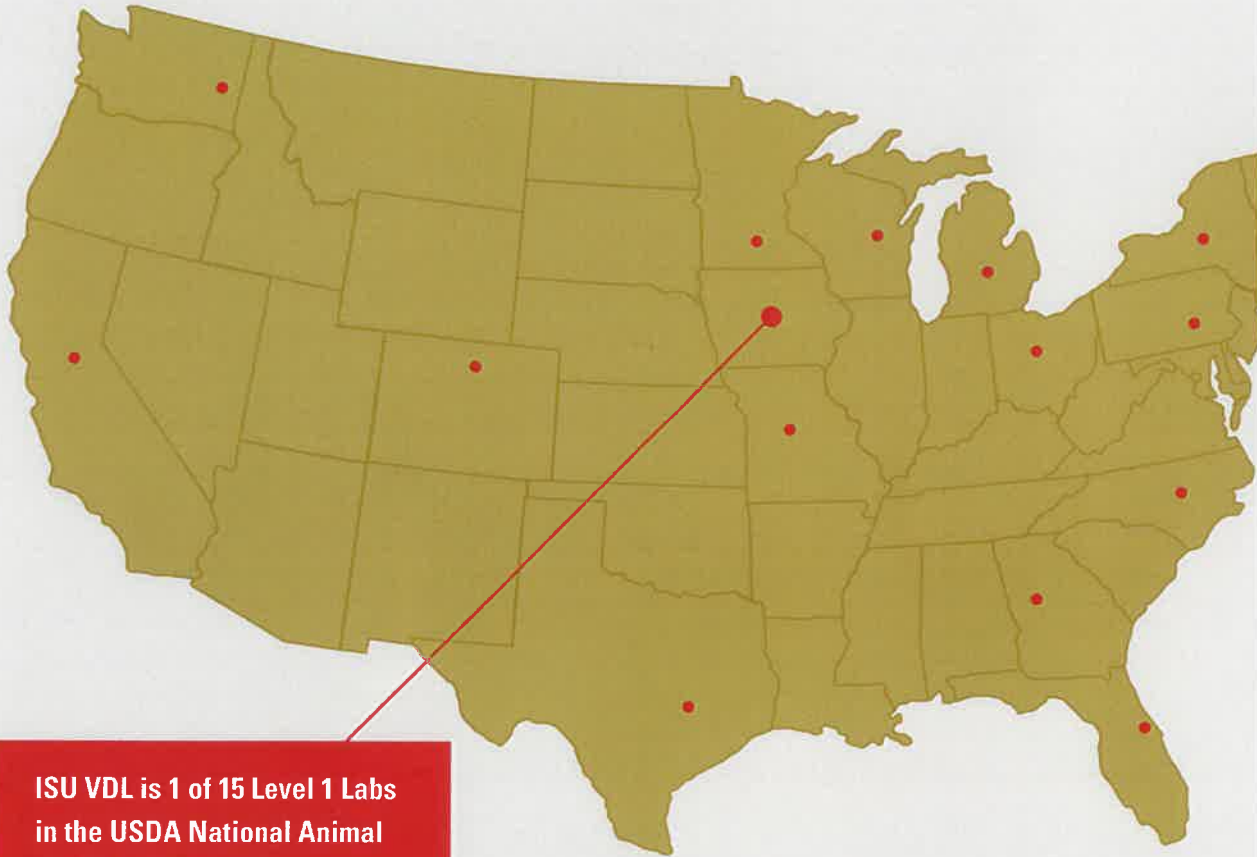 ISU VDL is 1 of 15 Level 1 Labs
in the USDA National Animal